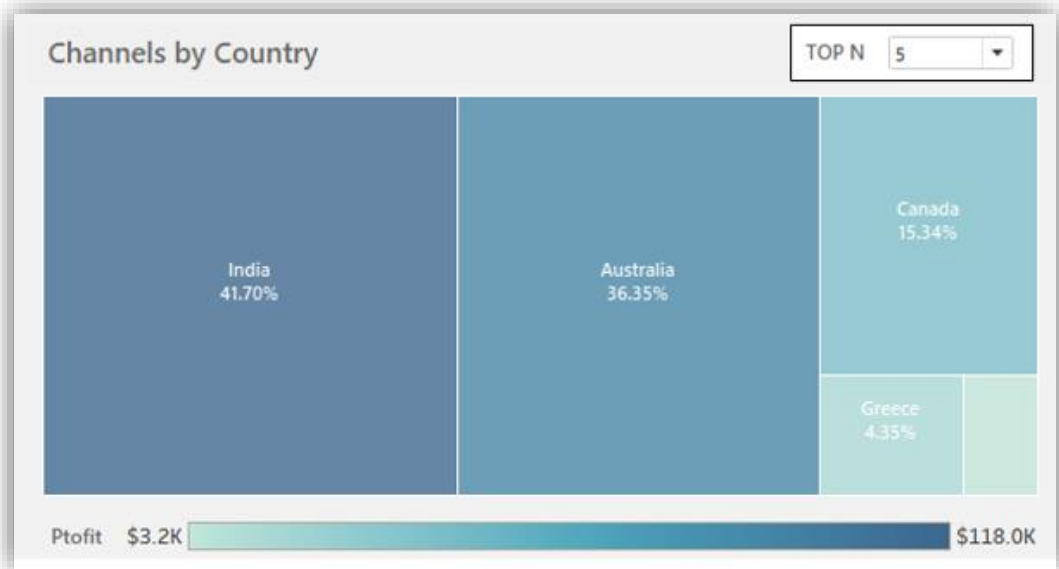 Channels by Country
TOP N 5
India
41.70%
Australia
36.35%
Canada
15.34%
Greece
4.35%
Ptofit $3.2K $118.0K